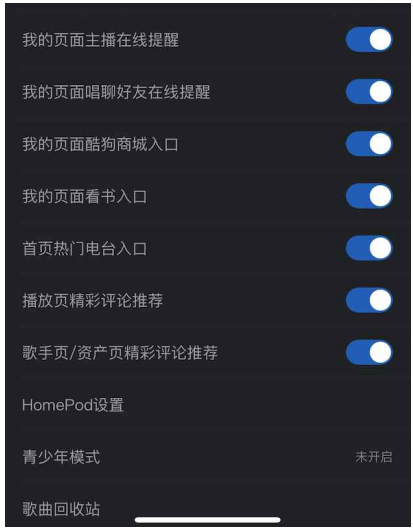 我的页面主播在线提醒
我的页面唱聊好友在线提醒
我的页面酷狗商城入口
我的页面看书入口
首页热门电台入口
播放页精彩评论推荐
歌手页/资产页精彩评论推荐
HomePod设置
青少年模式 未开启
歌曲回收站